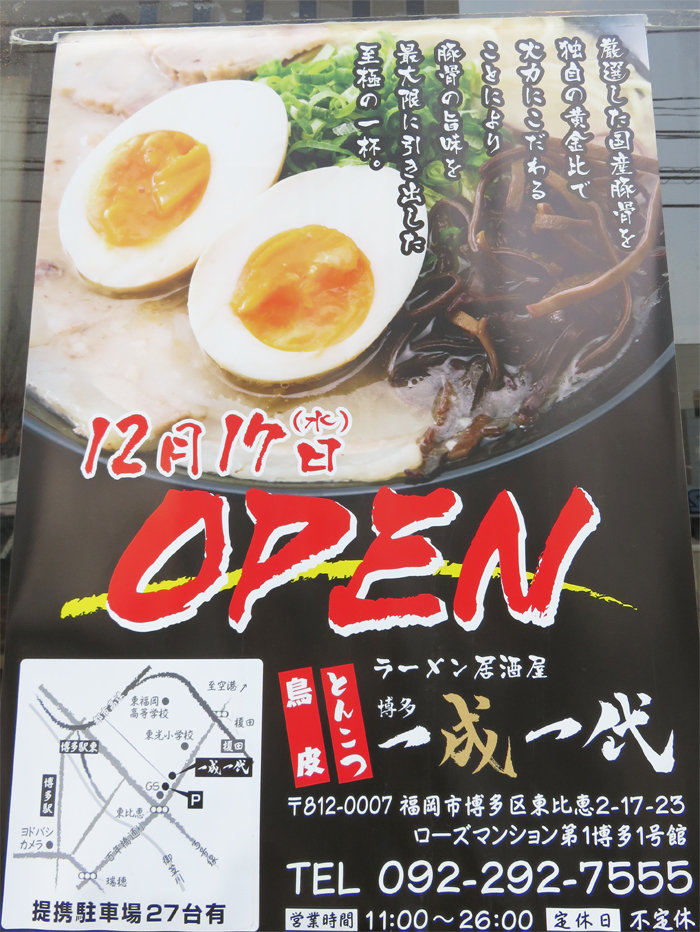 厳選した国産豚骨を
独自の黄金比で
火力にこだわる
ことにより
豚骨の旨味を
最大限に引き出した
至極の一杯。
12月17日(水)
OPEN
ラーメン居酒屋
とんこつ
鳥皮
博多
一成一代
〒812-0007 福岡市博多区東比恵2-17-23
ローズマンション第1博多1号館
TEL 092-292-7555
営業時間 11:00〜26:00 定休日 不定休
至空港
東福岡
高等学校
榎田
東光小学校
榎田
博多駅東
一成一代
GS
P
博多駅
東比恵
ヨドバシ
カメラ
百年橋通り
御笠川
瑞穂
提携駐車場27台有